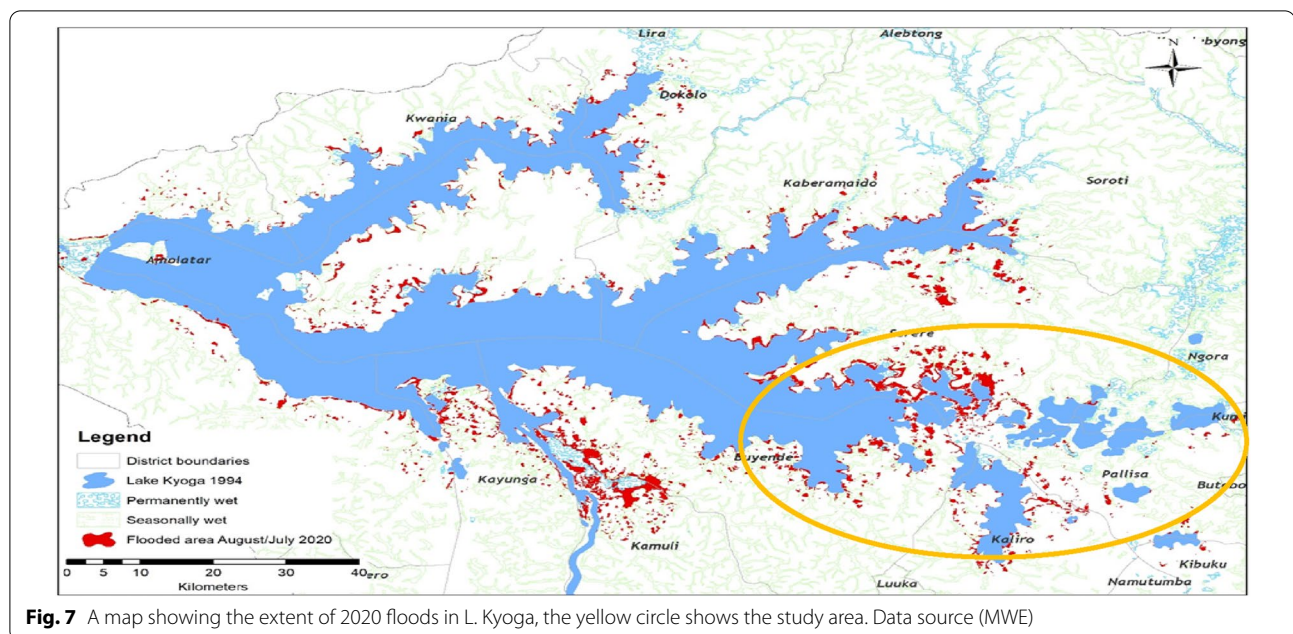 Lira
Alebtong
N
byong
Dokolo
Kwania
Kaberamaido
Soroti
Amolatar
Serere
Ngora
Kumi
Legend
District boundaries
Lake Kyoga 1994
Permanently wet
Seasonally wet
Flooded area August/July 2020
0 5 10 20 30 40
Kilometers
ero
Buyende
Kayunga
Pallisa
Butebo
Kamuli
Kaliro
Kibuku
Luuka
Namutumba
Fig. 7 A map showing the extent of 2020 floods in L. Kyoga, the yellow circle shows the study area. Data source (MWE)